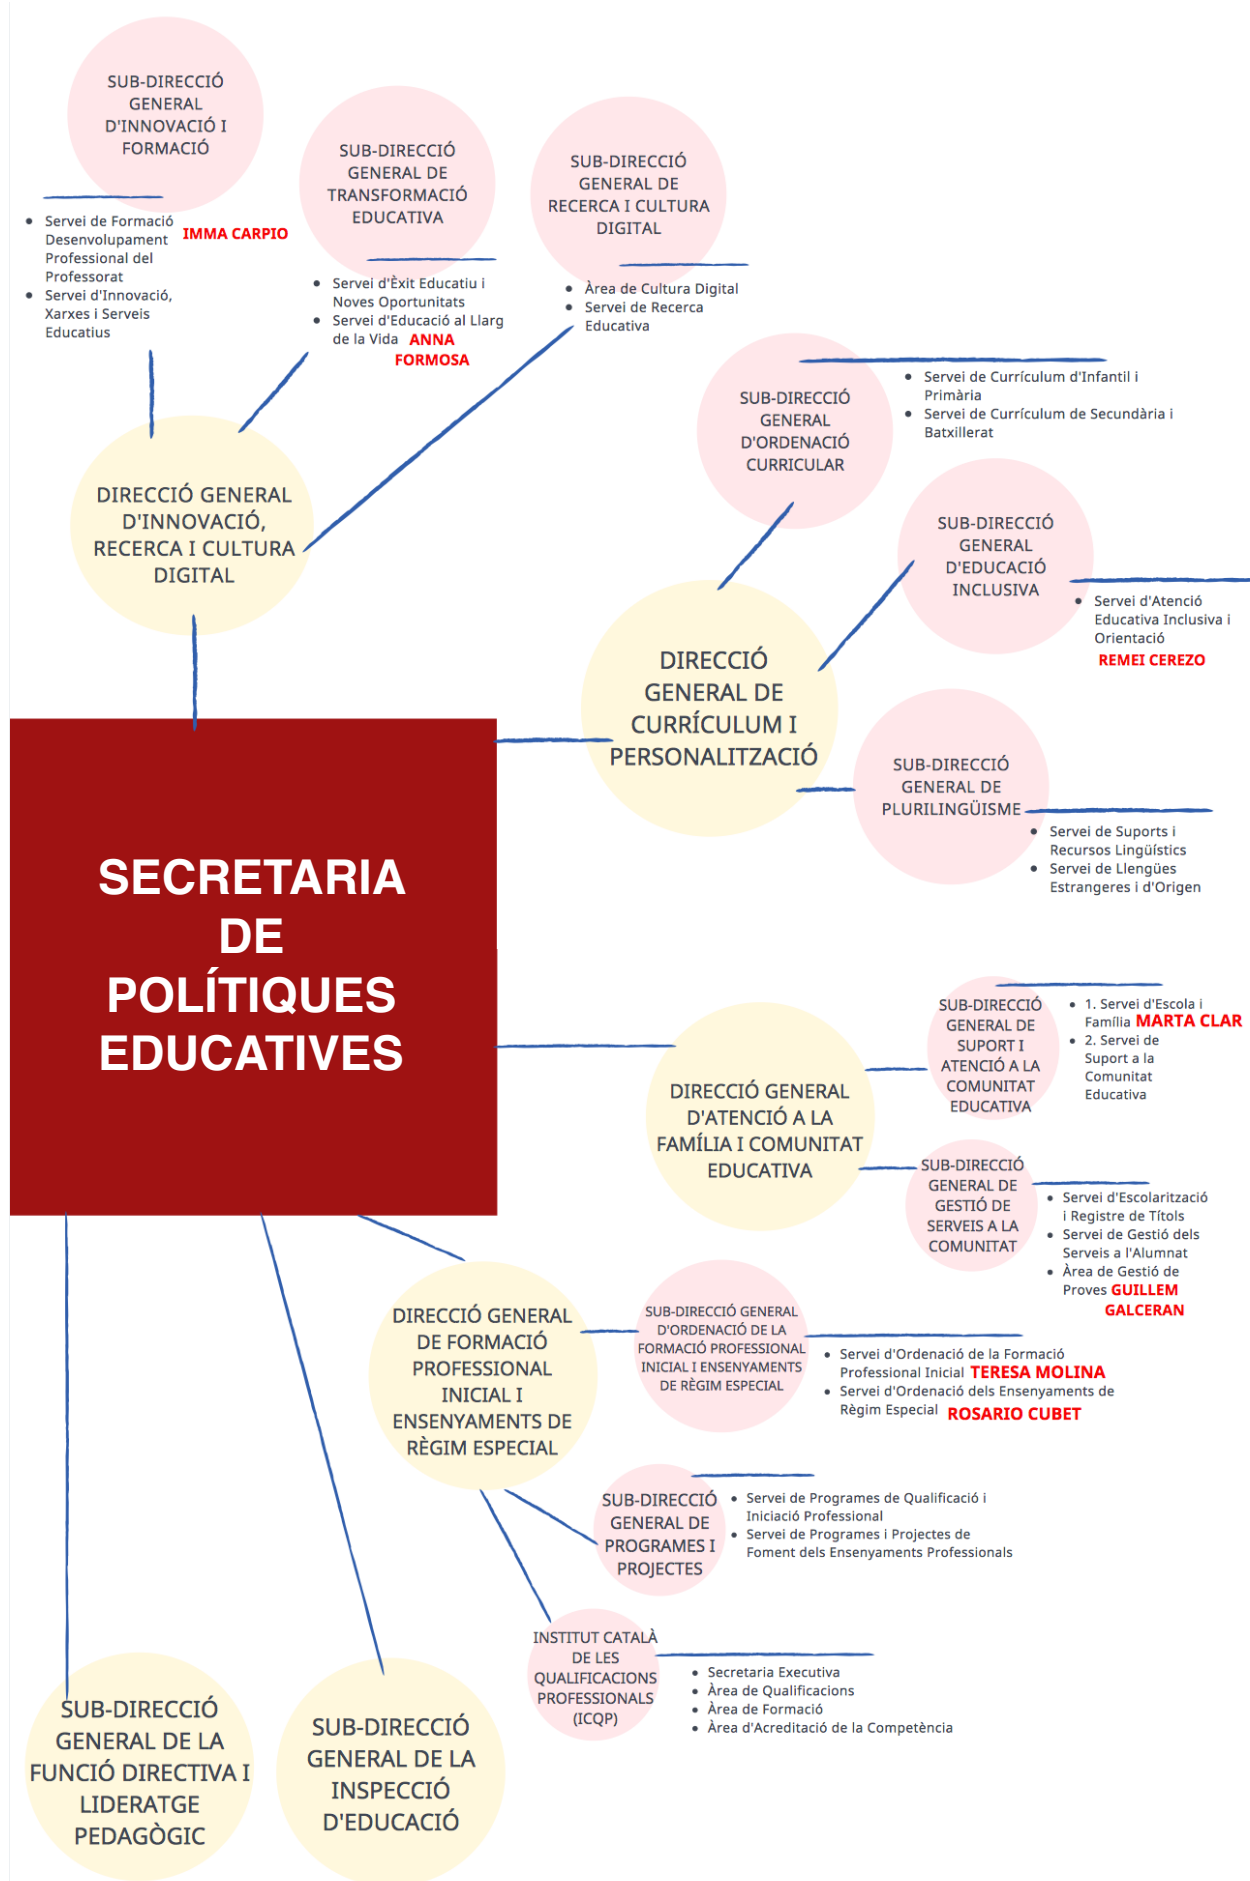 SUB-DIRECCIÓ
GENERAL
D'INNOVACIÓ I
FORMACIÓ
Servei de Formació
Desenvolupament
Professional del
Professorat
IMMA CARPIO
Servei d'Innovació,
Xarxes i Serveis
Educatius
SUB-DIRECCIÓ
GENERAL DE
TRANSFORMACIÓ
EDUCATIVA
Servei d'Èxit Educatiu i
Noves Oportunitats
Servei d'Educació al Llarg
de la Vida ANNA
FORMOSA
SUB-DIRECCIÓ
GENERAL DE
RECERCA I CULTURA
DIGITAL
Àrea de Cultura Digital
Servei de Recerca
Educativa
DIRECCIÓ GENERAL
D'INNOVACIÓ,
RECERCA I CULTURA
DIGITAL
SUB-DIRECCIÓ
GENERAL
D'ORDENACIÓ
CURRICULAR
Servei de Currículum d'Infantil i
Primària
Servei de Currículum de Secundària i
Batxillerat
SUB-DIRECCIÓ
GENERAL
D'EDUCACIÓ
INCLUSIVA
Servei d'Atenció
Educativa Inclusiva i
Orientació
REMEI CEREZO
DIRECCIÓ
GENERAL DE
CURRÍCULUM I
PERSONALITZACIÓ
SUB-DIRECCIÓ
GENERAL DE
PLURILINGÜISME
Servei de Suports i
Recursos Lingüístics
Servei de Llengües
Estrangeres i d'Origen
SECRETARIA
DE
POLÍTIQUES
EDUCATIVES
DIRECCIÓ GENERAL
D'ATENCIÓ A LA
FAMÍLIA I COMUNITAT
EDUCATIVA
SUB-DIRECCIÓ
GENERAL DE
SUPORT I
ATENCIÓ A LA
COMUNITAT
EDUCATIVA
1. Servei d'Escola i
Família MARTA CLAR
2. Servei de
Suport a la
Comunitat
Educativa
SUB-DIRECCIÓ
GENERAL DE
GESTIÓ DE
SERVEIS A LA
COMUNITAT
Servei d'Escolarització
i Registre de Títols
Servei de Gestió dels
Serveis a l'Alumnat
Àrea de Gestió de
Proves GUILLEM
GALCERAN
DIRECCIÓ GENERAL
DE FORMACIÓ
PROFESSIONAL
INICIAL I
ENSENYAMENTS DE
RÈGIM ESPECIAL
SUB-DIRECCIÓ GENERAL
D'ORDENACIÓ DE LA
FORMACIÓ PROFESSIONAL
INICIAL I ENSENYAMENTS
DE RÈGIM ESPECIAL
Servei d'Ordenació de la Formació
Professional Inicial TERESA MOLINA
Servei d'Ordenació dels Ensenyaments de
Règim Especial ROSARIO CUBET
SUB-DIRECCIÓ
GENERAL DE
PROGRAMES I
PROJECTES
Servei de Programes de Qualificació i
Iniciació Professional
Servei de Programes i Projectes de
Foment dels Ensenyaments Professionals
INSTITUT CATALÀ
DE LES
QUALIFICACIONS
PROFESSIONALS
(ICQP)
Secretaria Executiva
Àrea de Qualificacions
Àrea de Formació
Àrea d'Acreditació de la Competència
SUB-DIRECCIÓ
GENERAL DE LA
FUNCIÓ DIRECTIVA I
LIDERATGE
PEDAGÒGIC
SUB-DIRECCIÓ
GENERAL DE LA
INSPECCIÓ
D'EDUCACIÓ